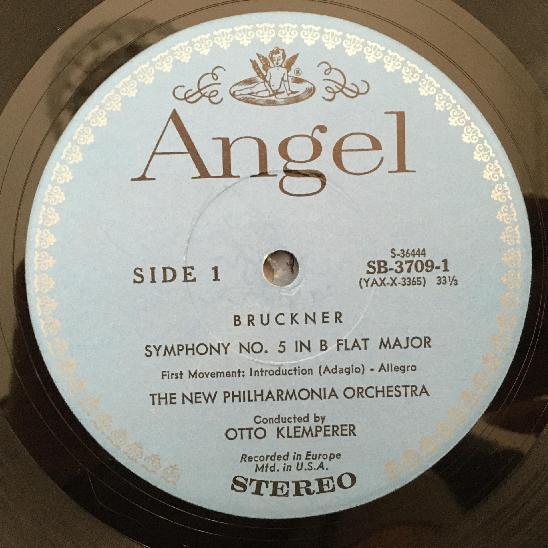 Angel
®
SIDE 1
S-36444
SB-3709-1
(YAX-X-3365) 33⅓
BRUCKNER
SYMPHONY NO. 5 IN B FLAT MAJOR
First Movement: Introduction (Adagio) - Allegro
THE NEW PHILHARMONIA ORCHESTRA
Conducted by
OTTO KLEMPERER
Recorded in Europe
Mfd. in U.S.A.
STEREO